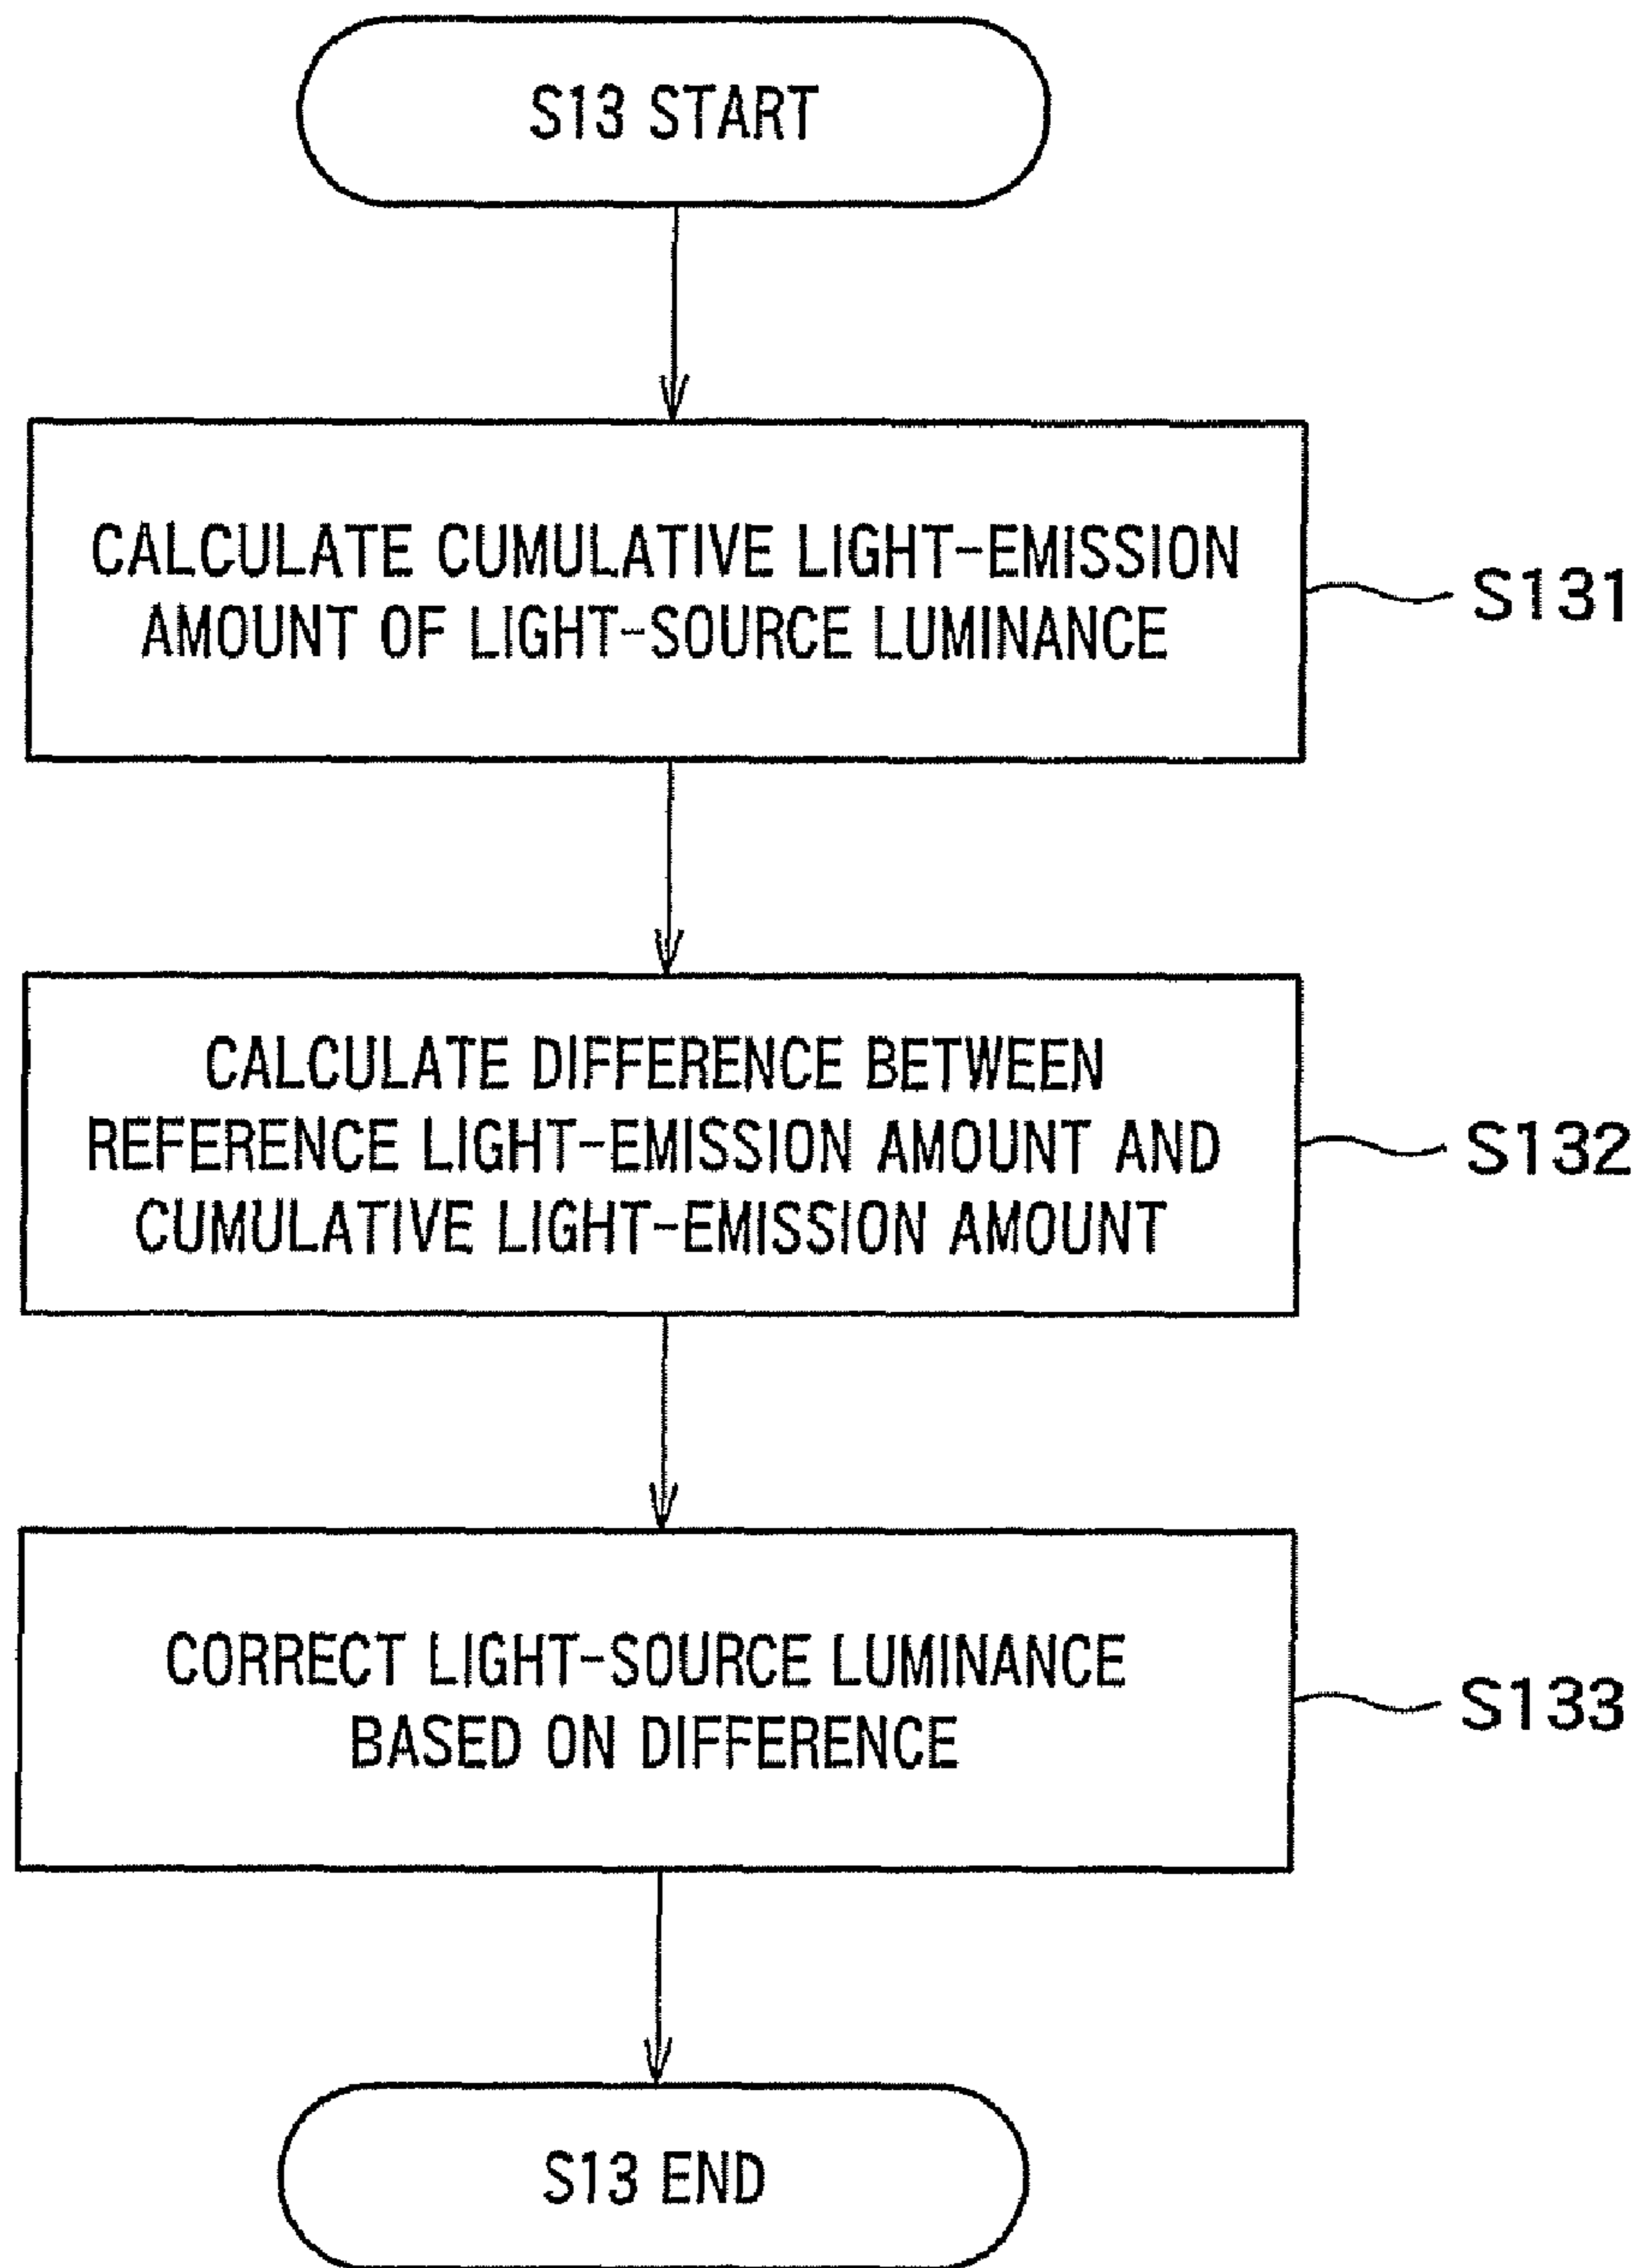 S13 START
CALCULATE CUMULATIVE LIGHT-EMISSION
AMOUNT OF LIGHT-SOURCE LUMINANCE
S131
CALCULATE DIFFERENCE BETWEEN
REFERENCE LIGHT-EMISSION AMOUNT AND
CUMULATIVE LIGHT-EMISSION AMOUNT
S132
CORRECT LIGHT-SOURCE LUMINANCE
BASED ON DIFFERENCE
S133
S13 END